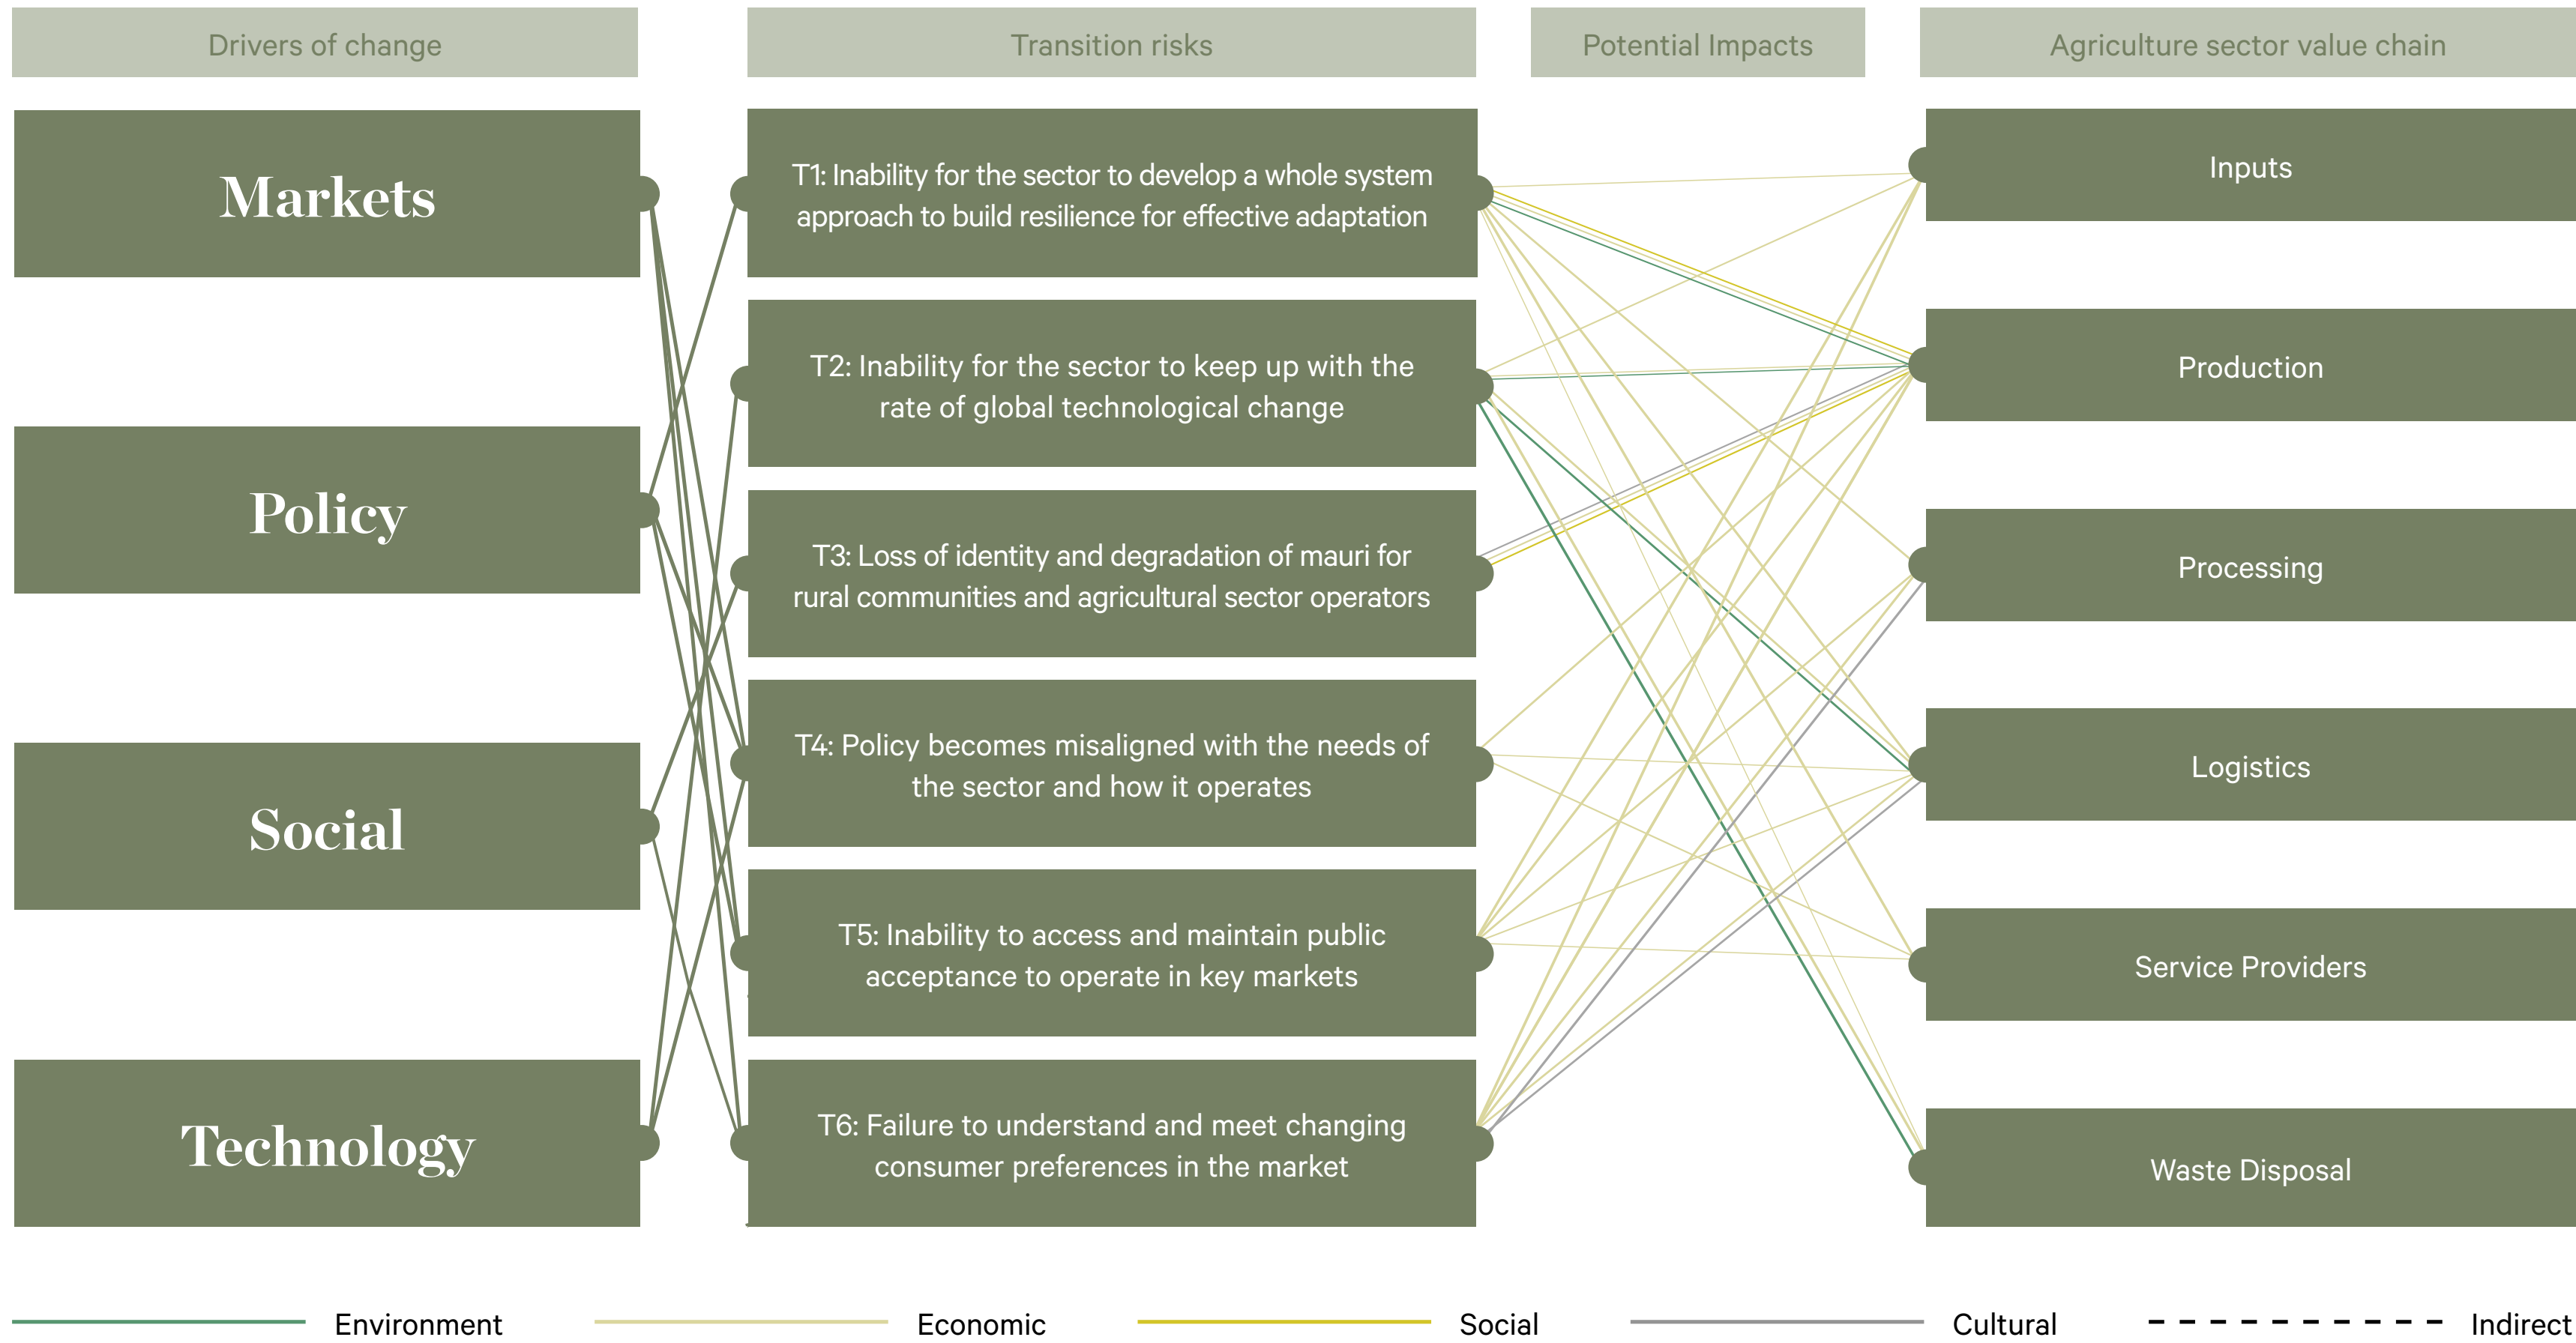 Drivers of change
Transition risks
Potential Impacts
Agriculture sector value chain
Markets
Policy
Social
Technology
T1: Inability for the sector to develop a whole system
approach to build resilience for effective adaptation
T2: Inability for the sector to keep up with the
rate of global technological change
T3: Loss of identity and degradation of mauri for
rural communities and agricultural sector operators
T4: Policy becomes misaligned with the needs of
the sector and how it operates
T5: Inability to access and maintain public
acceptance to operate in key markets
T6: Failure to understand and meet changing
consumer preferences in the market
Inputs
Production
Processing
Logistics
Service Providers
Waste Disposal
Environment
Economic
Social
Cultural
Indirect